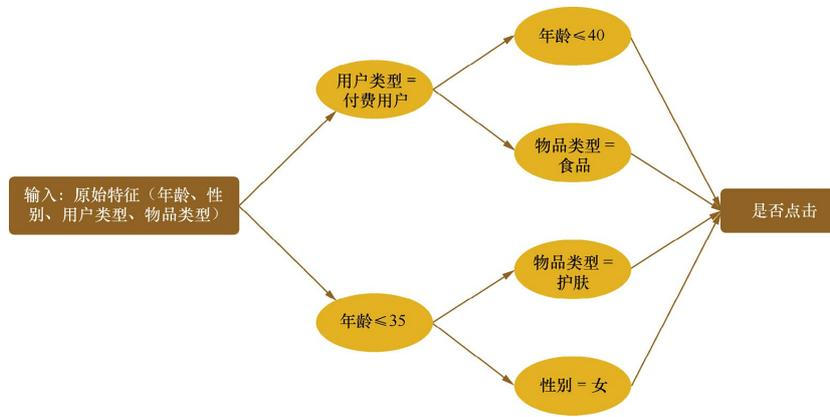 年龄≤40
用户类型 =
付费用户
物品类型 =
食品
输入：原始特征（年龄、性
别、用户类型、物品类型）
是否点击
物品类型 =
护肤
年龄≤35
性别 = 女